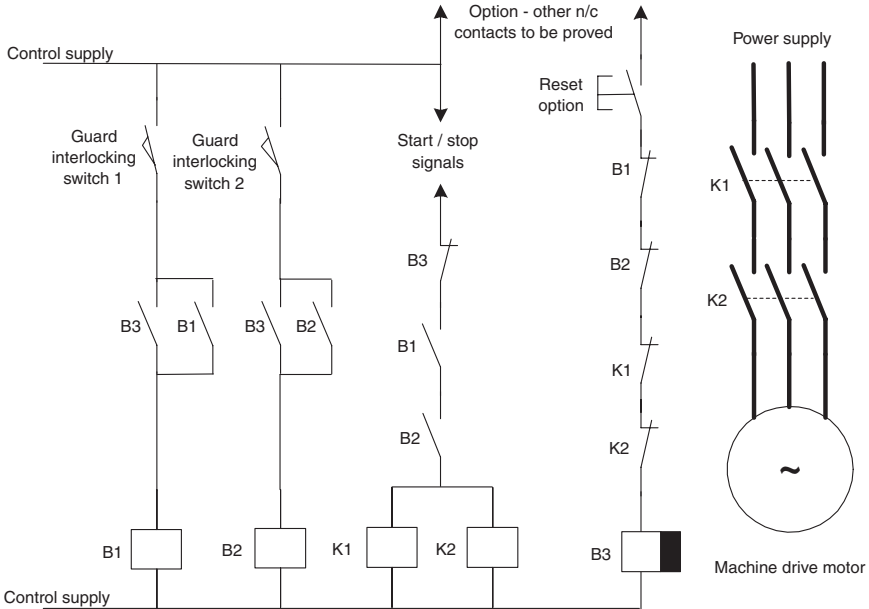 Option - other n/c
contacts to be proved
Control supply
Power supply
Reset
option
Guard
interlocking
switch 1
Guard
interlocking
switch 2
Start / stop
signals
B1
K1
B3
B2
K2
B3
B1
B3
B2
B1
K1
B2
K2
~
B1
B2
K1
K2
B3
Machine drive motor
Control supply